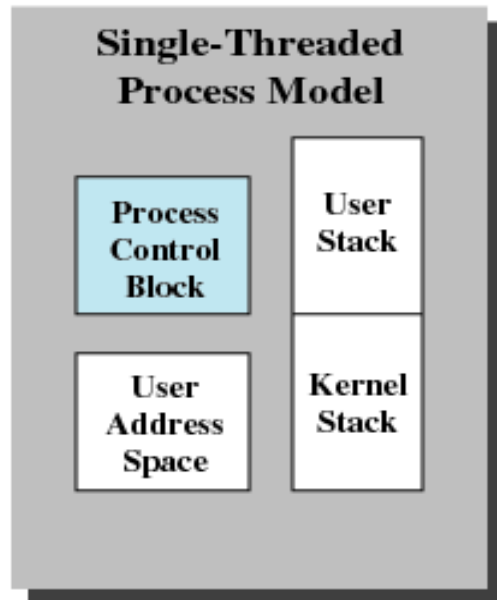 Single-Threaded
Process Model
Process
Control
Block
User
Stack
User
Address
Space
Kernel
Stack